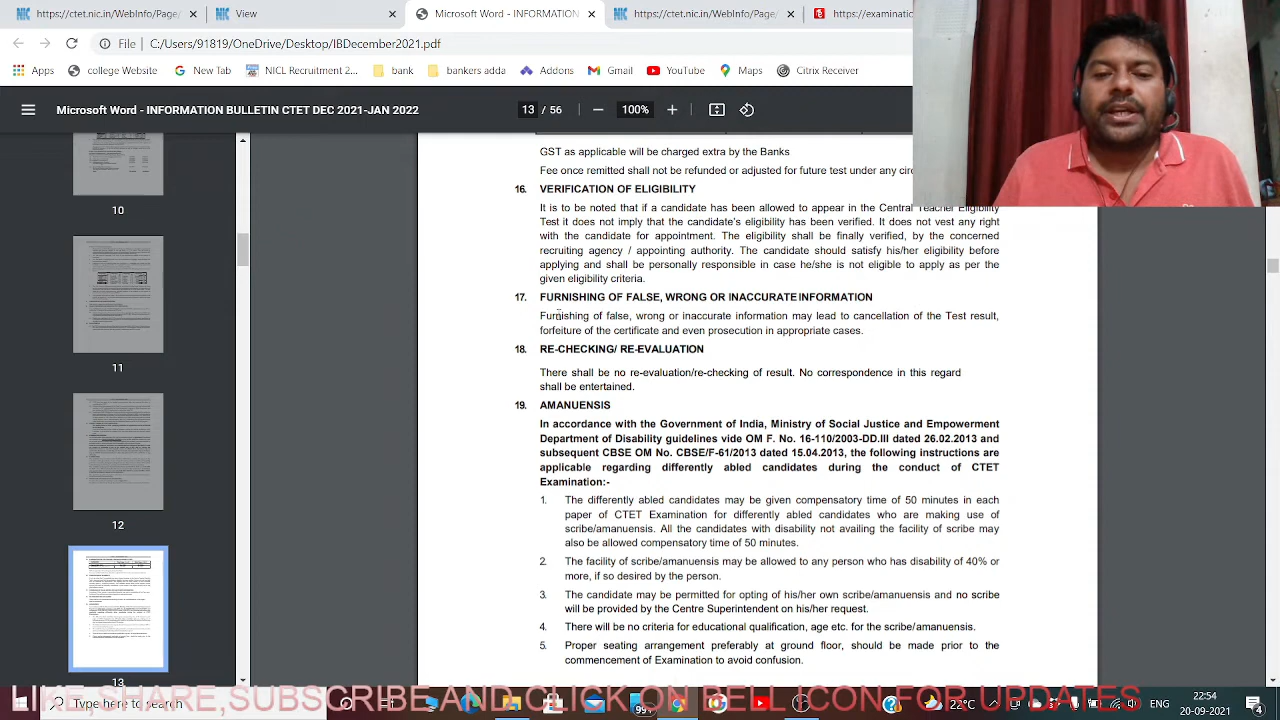 https://ctet.nic.in/WebInfo/Page/
View
Microsoft Word - INFORMATION
https://ctet.nic.in/WebInfo/Page/
https://examinatio
File | C:/Users/9181
/OneDrive/Desktop/IBDecember2021.pdf
Apps
college Website
New Tab
NICL Recruitment c...
Bankers adda
Addons
Gmail
YouTube
Maps
Citrix Receiver
Microsoft Word - INFORMATION BULLETIN CTET DEC 2021-JAN 2022
13 / 56
100%
GST as applicable will be charged extra by the Banks
Fee once remitted shall not be refunded or adjusted for future test under any cir
16. VERIFICATION OF ELIGIBILITY
It is to be noted that if a candidate has been allowed to appear in the Central Teacher Eligibility
Test it does not imply that the candidate's eligibility has been verified. It does not vest any right
with the candidate for appointment. The eligibility shall be finally verified, by the concerned
recruiting agency / appointing authority. The candidate should satisfy his/her eligibility before
applying and shall be personally responsible in case he/she is not eligible to apply as per the
given eligibility criteria.
17. FURNISHING OF FALSE, WRONG OR INACCURATE INFORMATION
Furnishing of false, wrong or inaccurate information may lead to cancellation of the Test result,
forfeiture of the certificate and even prosecution in appropriate cases.
18. RE-CHECKING/ RE-EVALUATION
There shall be no re-evaluation/re-checking of result. No correspondence in this regard
shall be entertained.
19. AMANUENSIS
In accordance with the Government of India, Ministry of Social Justice and Empowerment
Department of Disability guidelines vide OM F. No. 16-110/2003-DD.III dated 26.02.2013 and
subsequent CBSE OM No. CBSE/F-61/2013 dated 15.04.2013, the following instructions are
applicable regarding differently abled candidates during the conduct of CTET
Examination:-
1. The differently abled candidates may be given compensatory time of 50 minutes in each
paper of CTET Examination for differently abled candidates who are making use of
scribe/amanuensis. All the candidates with disability not availing the facility of scribe may
also be allowed compensatory time of 50 minutes.
2. The facility of scribe/amanuensis may be allowed to any person who has disability of 40% or
more, if so desired by the person.
3. The candidate may be permitted for opting of his/her own scribe/amanuensis and no scribe
will be provided by the Centre Superintendent on his/her request.
4. There will be no criteria for educational qualification, age etc. for the scribe/amanuensis.
5. Proper seating arrangement preferably at ground floor, should be made prior to the
commencement of Examination to avoid confusion.
10
11
12
13
LIKE,SHARE,SUBSCRIBE AND CLICK ON BELL ICON FOR UPDATES
Type here to search
99+
22°C
ENG
22:54
20-09-2021